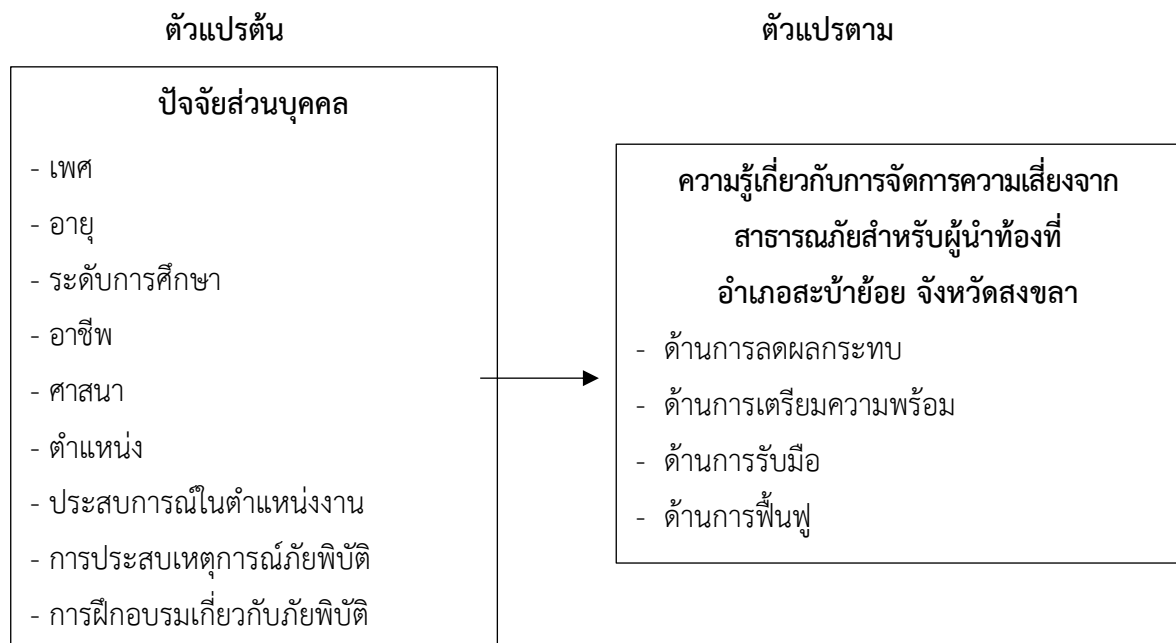 ตัวแปรต้น
ตัวแปรตาม
ปัจจัยส่วนบุคคล
- เพศ
- อายุ
- ระดับการศึกษา
- อาชีพ
- ศาสนา
- ตำแหน่ง
- ประสบการณ์ในตำแหน่งงาน
- การประสบเหตุการณ์ภัยพิบัติ
- การฝึกอบรมเกี่ยวกับภัยพิบัติ
ความรู้เกี่ยวกับการจัดการความเสี่ยงจาก
สาธารณภัยสำหรับผู้นำท้องที่
อำเภอสะบ้าย้อย จังหวัดสงขลา
- ด้านการลดผลกระทบ
- ด้านการเตรียมความพร้อม
- ด้านการรับมือ
- ด้านการฟื้นฟู